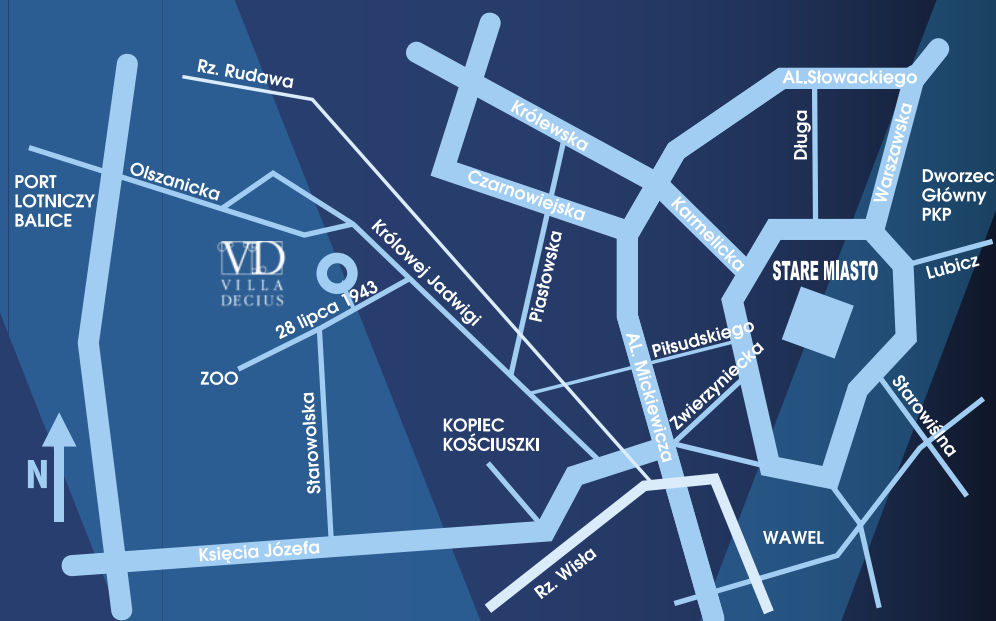 Rz. Rudawa
AL.Słowackiego
Królewska
Długa
Warszawska
Olszanicka
PORT
LOTNICZY
BALICE
Czarnowiejska
Dworzec
Główny
PKP
Karmelicka
Królowej Jadwigi
VD
VILLA
DECIUS
STARE MIASTO
Lubicz
Piastowska
28 lipca 1943
ZOO
AL. Mickiewicza
Piłsudskiego
Zwierzyniecka
Starowiślna
Starowolska
KOPIEC
KOŚCIUSZKI
N
Księcia Józefa
WAWEL
Rz. Wisła